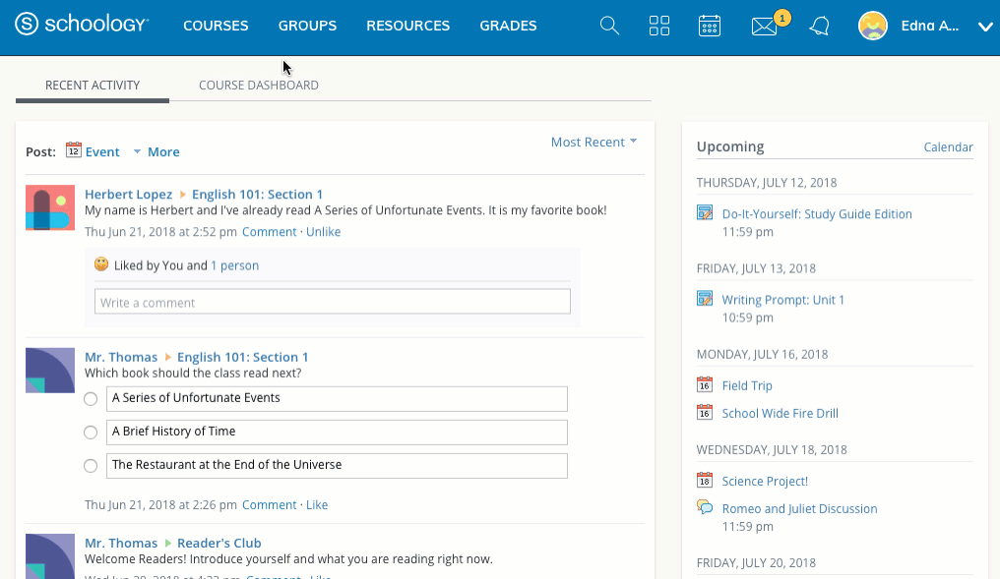 S schoology
COURSES GROUPS RESOURCES GRADES 1 Edna A...
RECENT ACTIVITY COURSE DASHBOARD
Post: 12 Event More Most Recent
Herbert Lopez English 101: Section 1
My name is Herbert and I've already read A Series of Unfortunate Events. It is my favorite book!
Thu Jun 21, 2018 at 2:52 pm Comment · Unlike
Liked by You and 1 person
Write a comment
Mr. Thomas English 101: Section 1
Which book should the class read next?
A Series of Unfortunate Events
A Brief History of Time
The Restaurant at the End of the Universe
Thu Jun 21, 2018 at 2:26 pm Comment · Like
Mr. Thomas Reader's Club
Welcome Readers! Introduce yourself and what you are reading right now.
Upcoming Calendar
THURSDAY, JULY 12, 2018
Do-It-Yourself: Study Guide Edition
11:59 pm
FRIDAY, JULY 13, 2018
Writing Prompt: Unit 1
10:59 pm
MONDAY, JULY 16, 2018
16 Field Trip
16 School Wide Fire Drill
WEDNESDAY, JULY 18, 2018
18 Science Project!
Romeo and Juliet Discussion
11:59 pm
FRIDAY, JULY 20, 2018